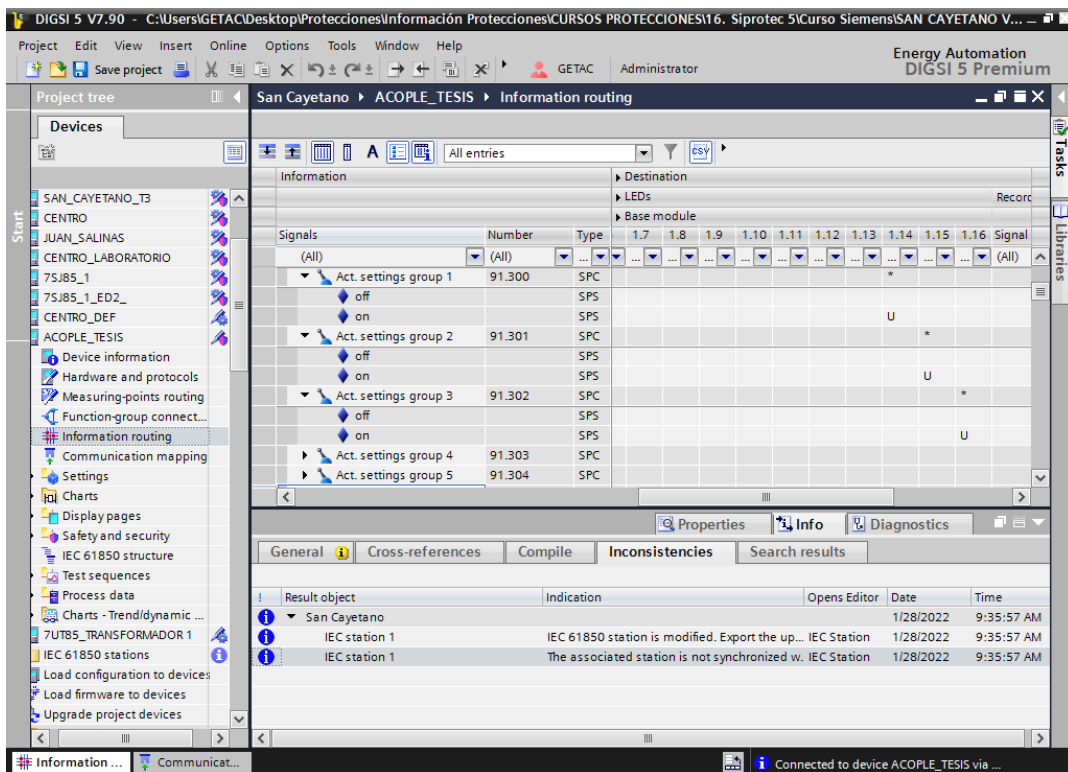 DIGSI 5 V7.90 - C:\Users\GETAC\Desktop\Protecciones\Información Protecciones\CURSOS PROTECCIONES\16. Siprotec 5\Curso Siemens\SAN CAYETANO V...
Project Edit View Insert Online Options Tools Window Help
Energy Automation
DIGSI 5 Premium
Save project
GETAC Administrator
Project tree
San Cayetano ▸ ACOPLE_TESIS ▸ Information routing
Devices
Start
Tasks
Libraries
SAN_CAYETANO_T3
CENTRO
JUAN_SALINAS
CENTRO_LABORATORIO
7SJ85_1
7SJ85_1_ED2_
CENTRO_DEF
ACOPLE_TESIS
Device information
Hardware and protocols
Measuring-points routing
Function-group connect...
Information routing
Communication mapping
Settings
Charts
Display pages
Safety and security
IEC 61850 structure
Test sequences
Process data
Charts - Trend/dynamic ...
7UT85_TRANSFORMADOR 1
IEC 61850 stations
Load configuration to devices
Load firmware to devices
Upgrade project devices
A All entries csv
Information Destination
LEDs Record
Base module
Signals Number Type 1.7 1.8 1.9 1.10 1.11 1.12 1.13 1.14 1.15 1.16 Signal
(All) (All) ... ... ... ... ... ... ... ... ... ... ... (All)
Act. settings group 1 91.300 SPC *
off SPS
on SPS U
Act. settings group 2 91.301 SPC *
off SPS
on SPS U
Act. settings group 3 91.302 SPC *
off SPS
on SPS U
Act. settings group 4 91.303 SPC
Act. settings group 5 91.304 SPC
Properties Info Diagnostics
General Cross-references Compile Inconsistencies Search results
! Result object Indication Opens Editor Date Time
San Cayetano 1/28/2022 9:35:57 AM
IEC station 1 IEC 61850 station is modified. Export the up... IEC Station 1/28/2022 9:35:57 AM
IEC station 1 The associated station is not synchronized w. IEC Station 1/28/2022 9:35:57 AM
Information ... Communicat...
Connected to device ACOPLE_TESIS via ...